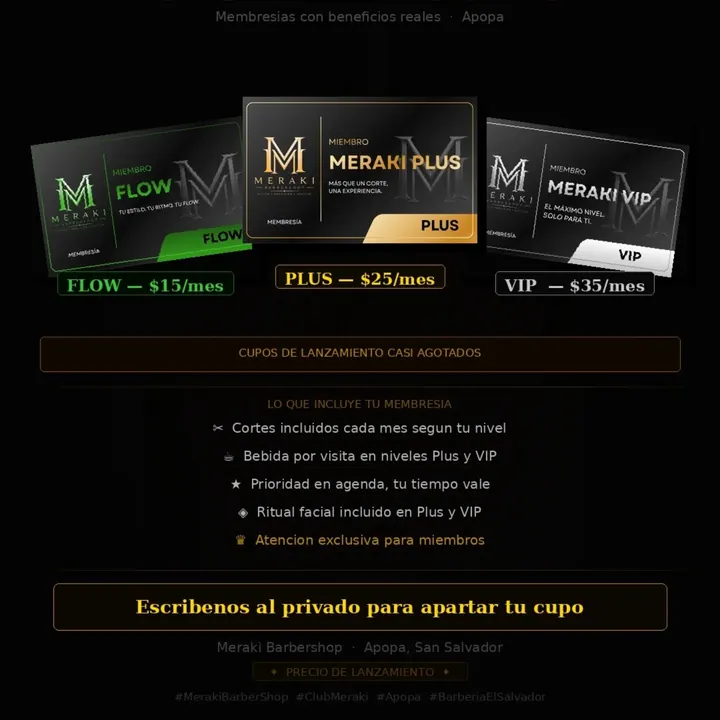 Membresias con beneficios reales · Apopa
MERAKI
MEMBRESÍA
MIEMBRO
FLOW
TU ESTILO. TU RITMO. TU FLOW.
FLOW
MERAKI
BARBERSHOP
MEMBRESÍA
MIEMBRO
MERAKI PLUS
MÁS QUE UN CORTE,
UNA EXPERIENCIA.
PLUS
MERAKI
MEMBRESÍA
MIEMBRO
MERAKI VIP
EL MÁXIMO NIVEL.
SOLO PARA TI.
VIP
FLOW — $15/mes
PLUS — $25/mes
VIP — $35/mes
CUPOS DE LANZAMIENTO CASI AGOTADOS
LO QUE INCLUYE TU MEMBRESIA
✂ Cortes incluidos cada mes segun tu nivel
☕ Bebida por visita en niveles Plus y VIP
★ Prioridad en agenda, tu tiempo vale
◈ Ritual facial incluido en Plus y VIP
♛ Atencion exclusiva para miembros
Escribenos al privado para apartar tu cupo
Meraki Barbershop · Apopa, San Salvador
✦ PRECIO DE LANZAMIENTO ✦
#MerakiBarberShop #ClubMeraki #Apopa #BarberiaElSalvador